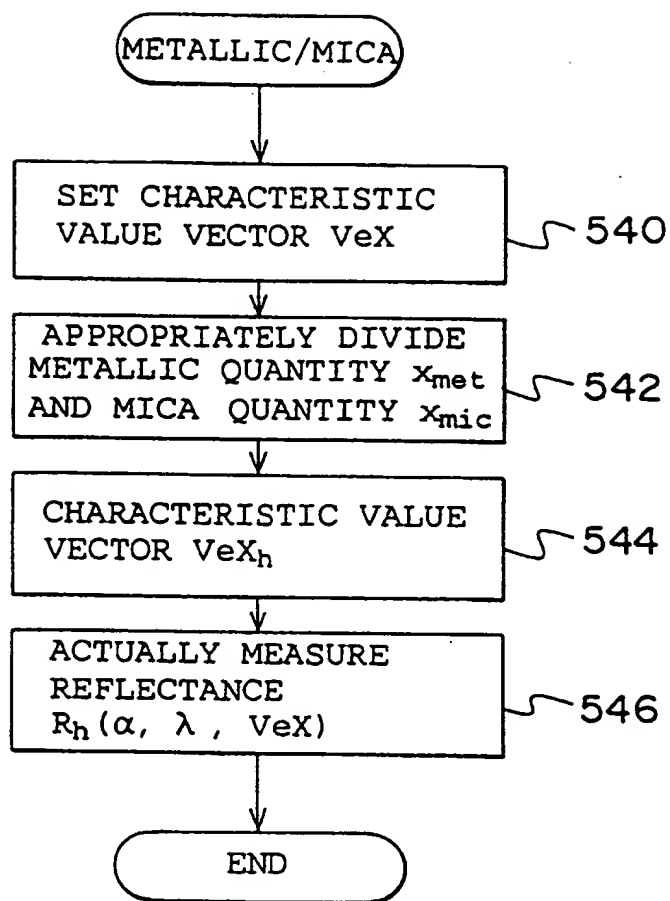 METALLIC/MICA
SET CHARACTERISTIC
VALUE VECTOR VeX
540
APPROPRIATELY DIVIDE
METALLIC QUANTITY xmet
AND MICA QUANTITY xmic
542
CHARACTERISTIC VALUE
VECTOR VeXh
544
ACTUALLY MEASURE
REFLECTANCE
Rh(α, λ, VeX)
546
END